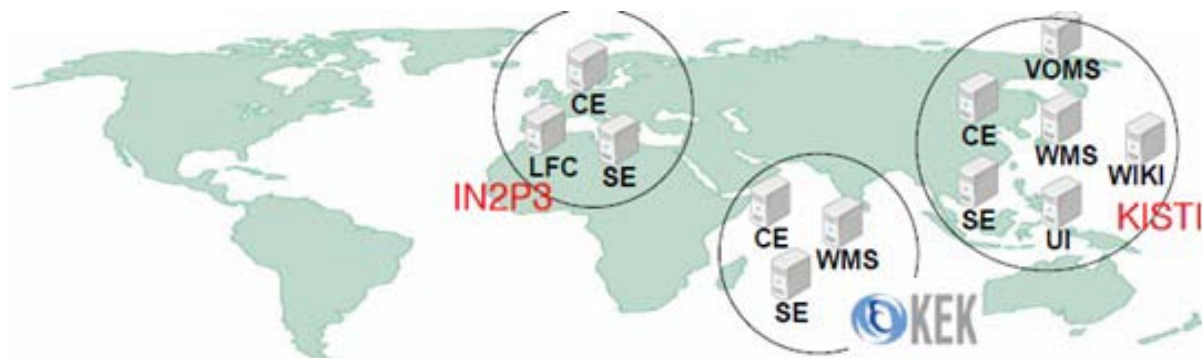 CE
LFC
SE
IN2P3
CE
WMS
SE
KEK
VOMS
CE
WMS
WIKI
SE
UI
KISTI